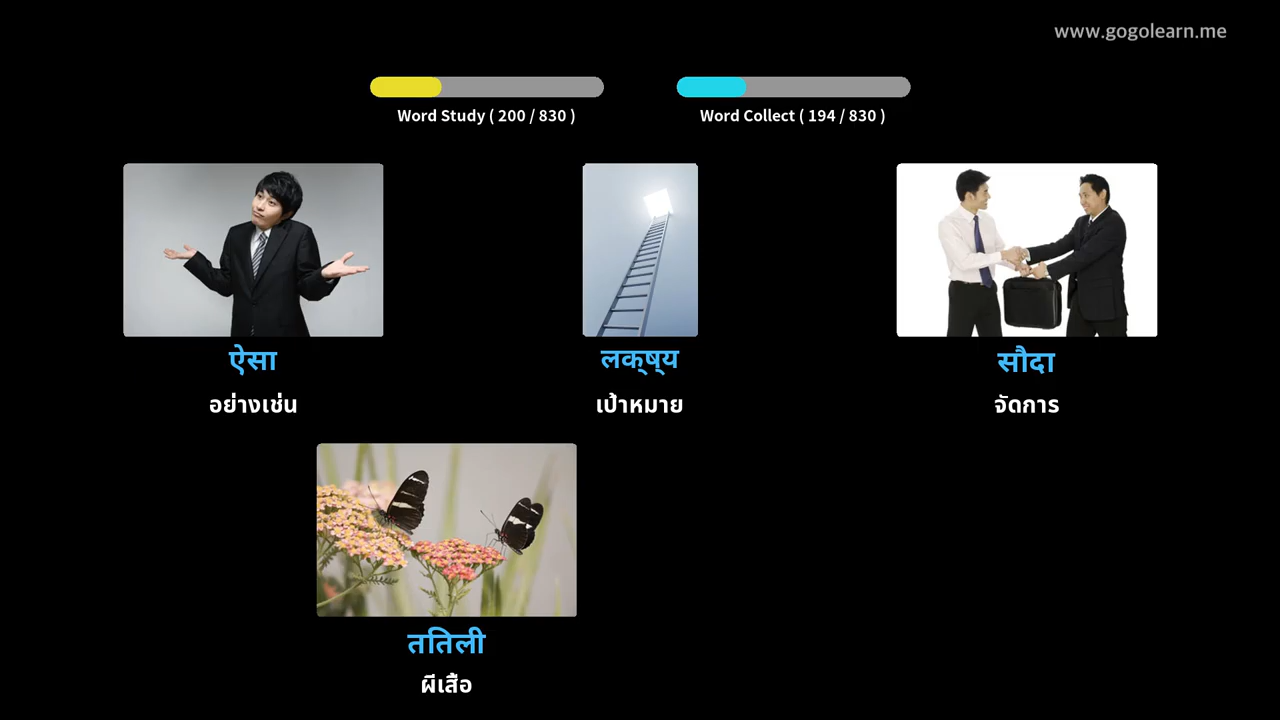 www.gogolearn.me
Word Study ( 200 / 830 )
Word Collect ( 194 / 830 )
ऐसा
อย่างเช่น
लक्ष्य
เป้าหมาย
सौदा
จัดการ
ततिली
ผีเสื้อ